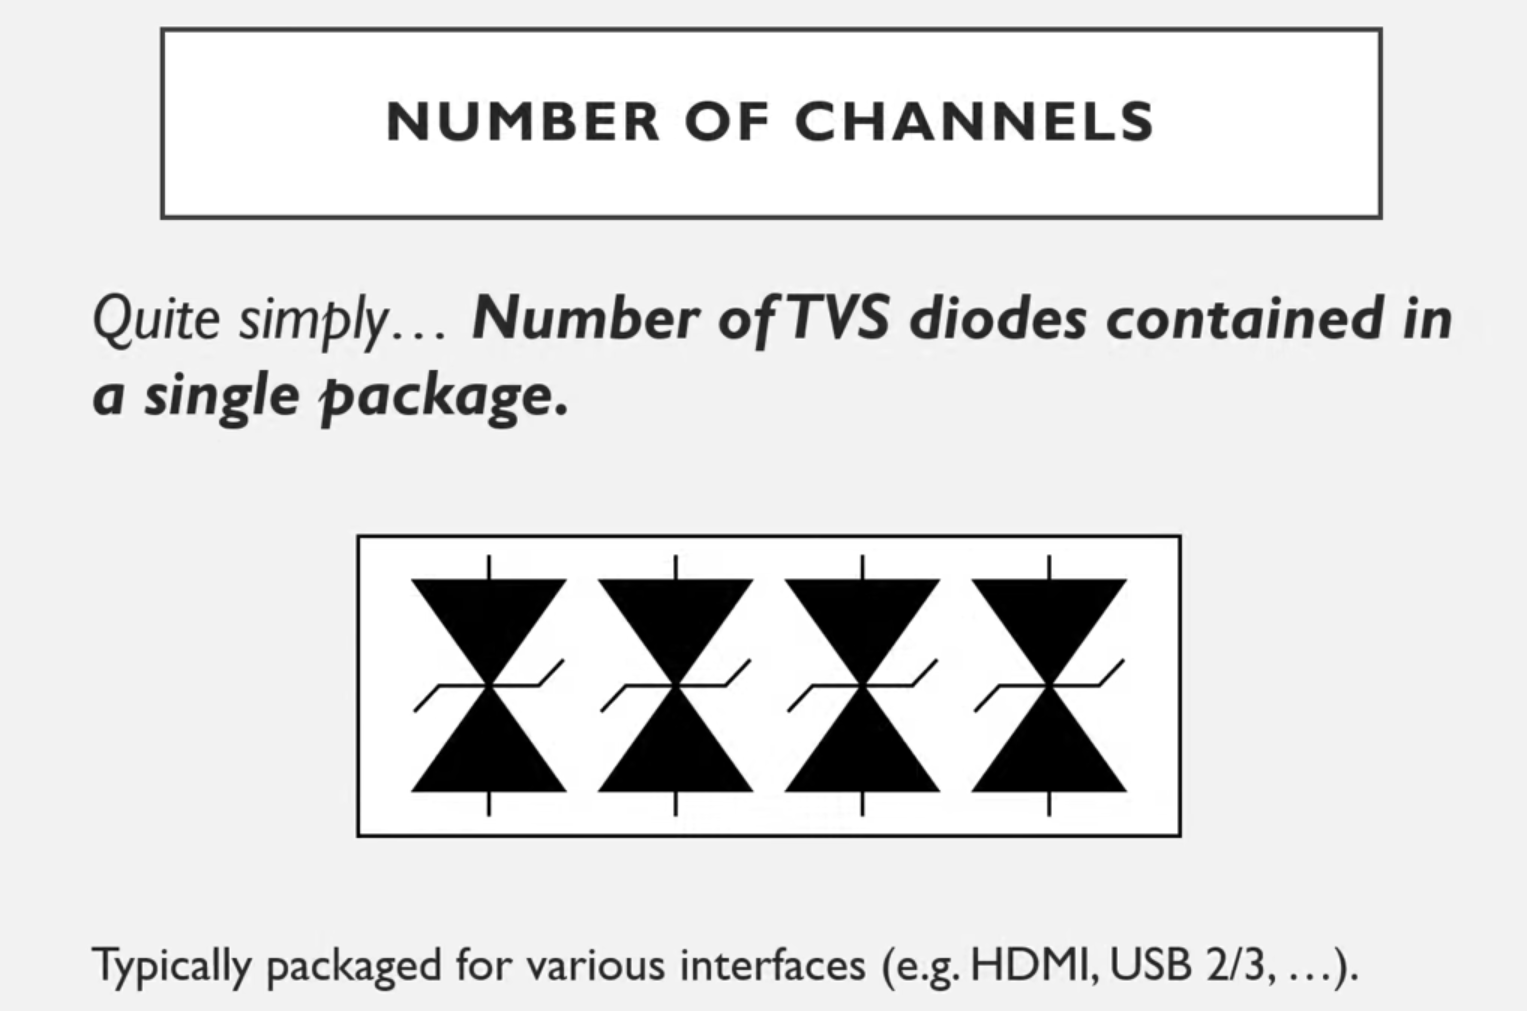 NUMBER OF CHANNELS
Quite simply... Number of TVS diodes contained in
a single package.
Typically packaged for various interfaces (e.g. HDMI, USB 2/3, ...).